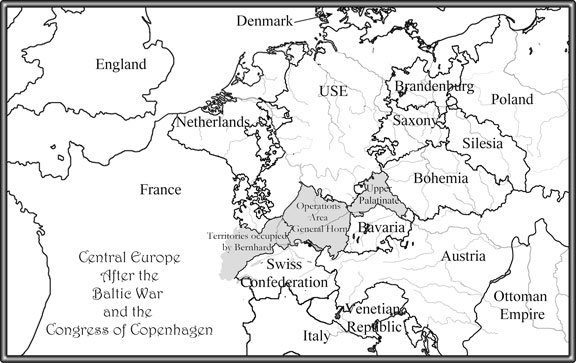 Denmark
England
USE
Brandenburg
Poland
Netherlands
Saxony
Silesia
Bohemia
France
Upper
Palatinate
Operations
Area
General Horn
Territories occupied
by Bernhard
Bavaria
Central Europe
After the
Baltic War
and the
Congress of Copenhagen
Swiss
Confederation
Austria
Ottoman
Empire
Venetian
Republic
Italy